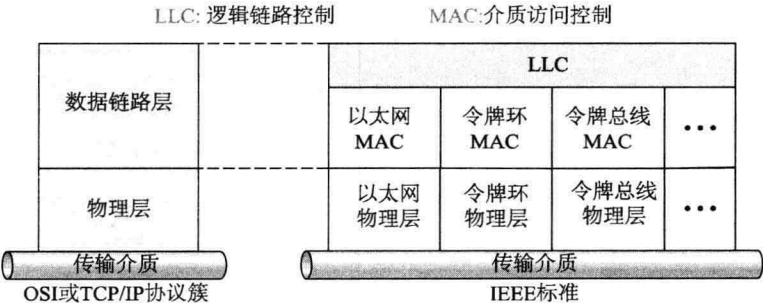 LLC: 逻辑链路控制 MAC:介质访问控制
LLC
数据链路层
以太网
MAC
令牌环
MAC
令牌总线
MAC
•••
物理层
以太网
物理层
令牌环
物理层
令牌总线
物理层
•••
传输介质
传输介质
OSI或TCP/IP协议簇
IEEE标准